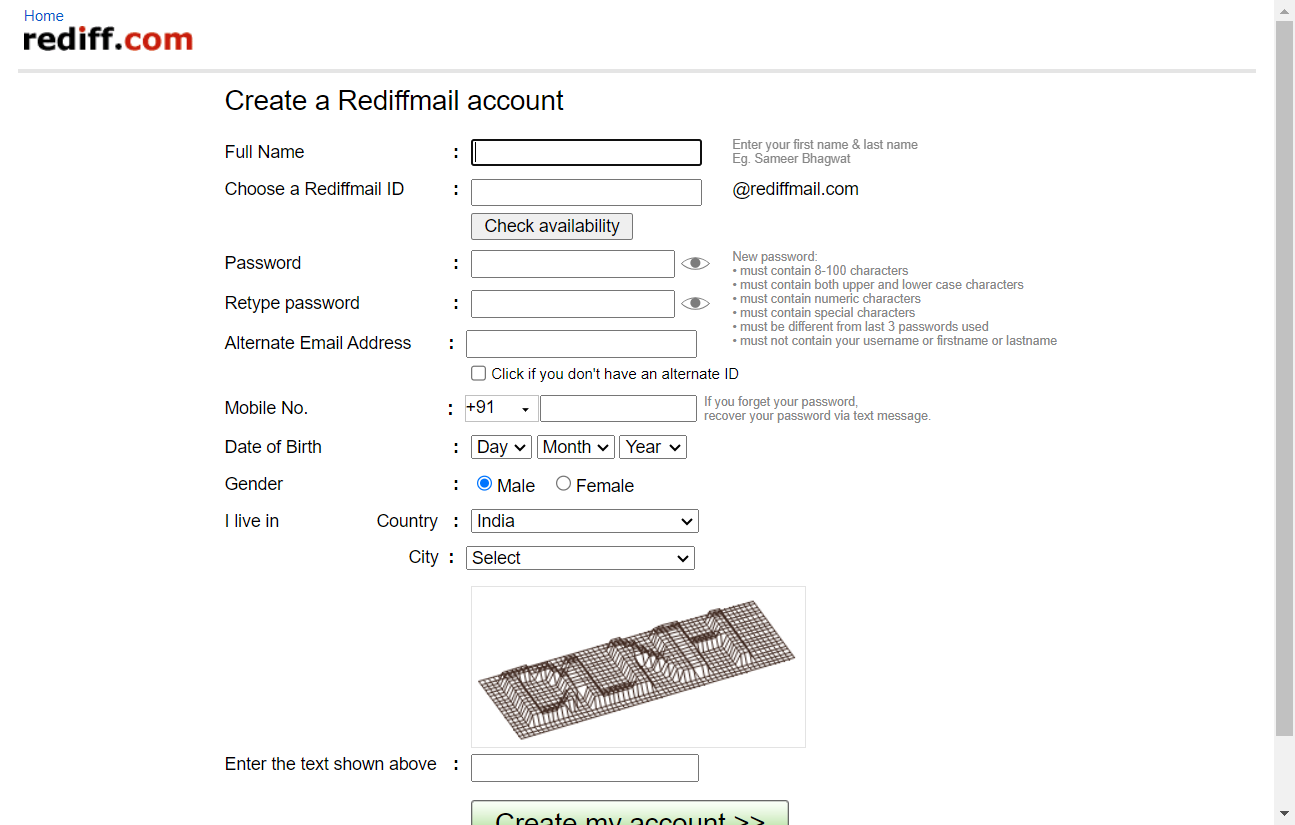 Home
rediff.com
Create a Rediffmail account
Full Name :
Enter your first name & last name
Eg. Sameer Bhagwat
Choose a Rediffmail ID : @rediffmail.com
Check availability
Password :
Retype password :
New password:
• must contain 8-100 characters
• must contain both upper and lower case characters
• must contain numeric characters
• must contain special characters
• must be different from last 3 passwords used
• must not contain your username or firstname or lastname
Alternate Email Address :
Click if you don't have an alternate ID
Mobile No. : +91
If you forget your password,
recover your password via text message.
Date of Birth : Day Month Year
Gender : Male Female
I live in Country : India
City : Select
Enter the text shown above :
Create my account >>